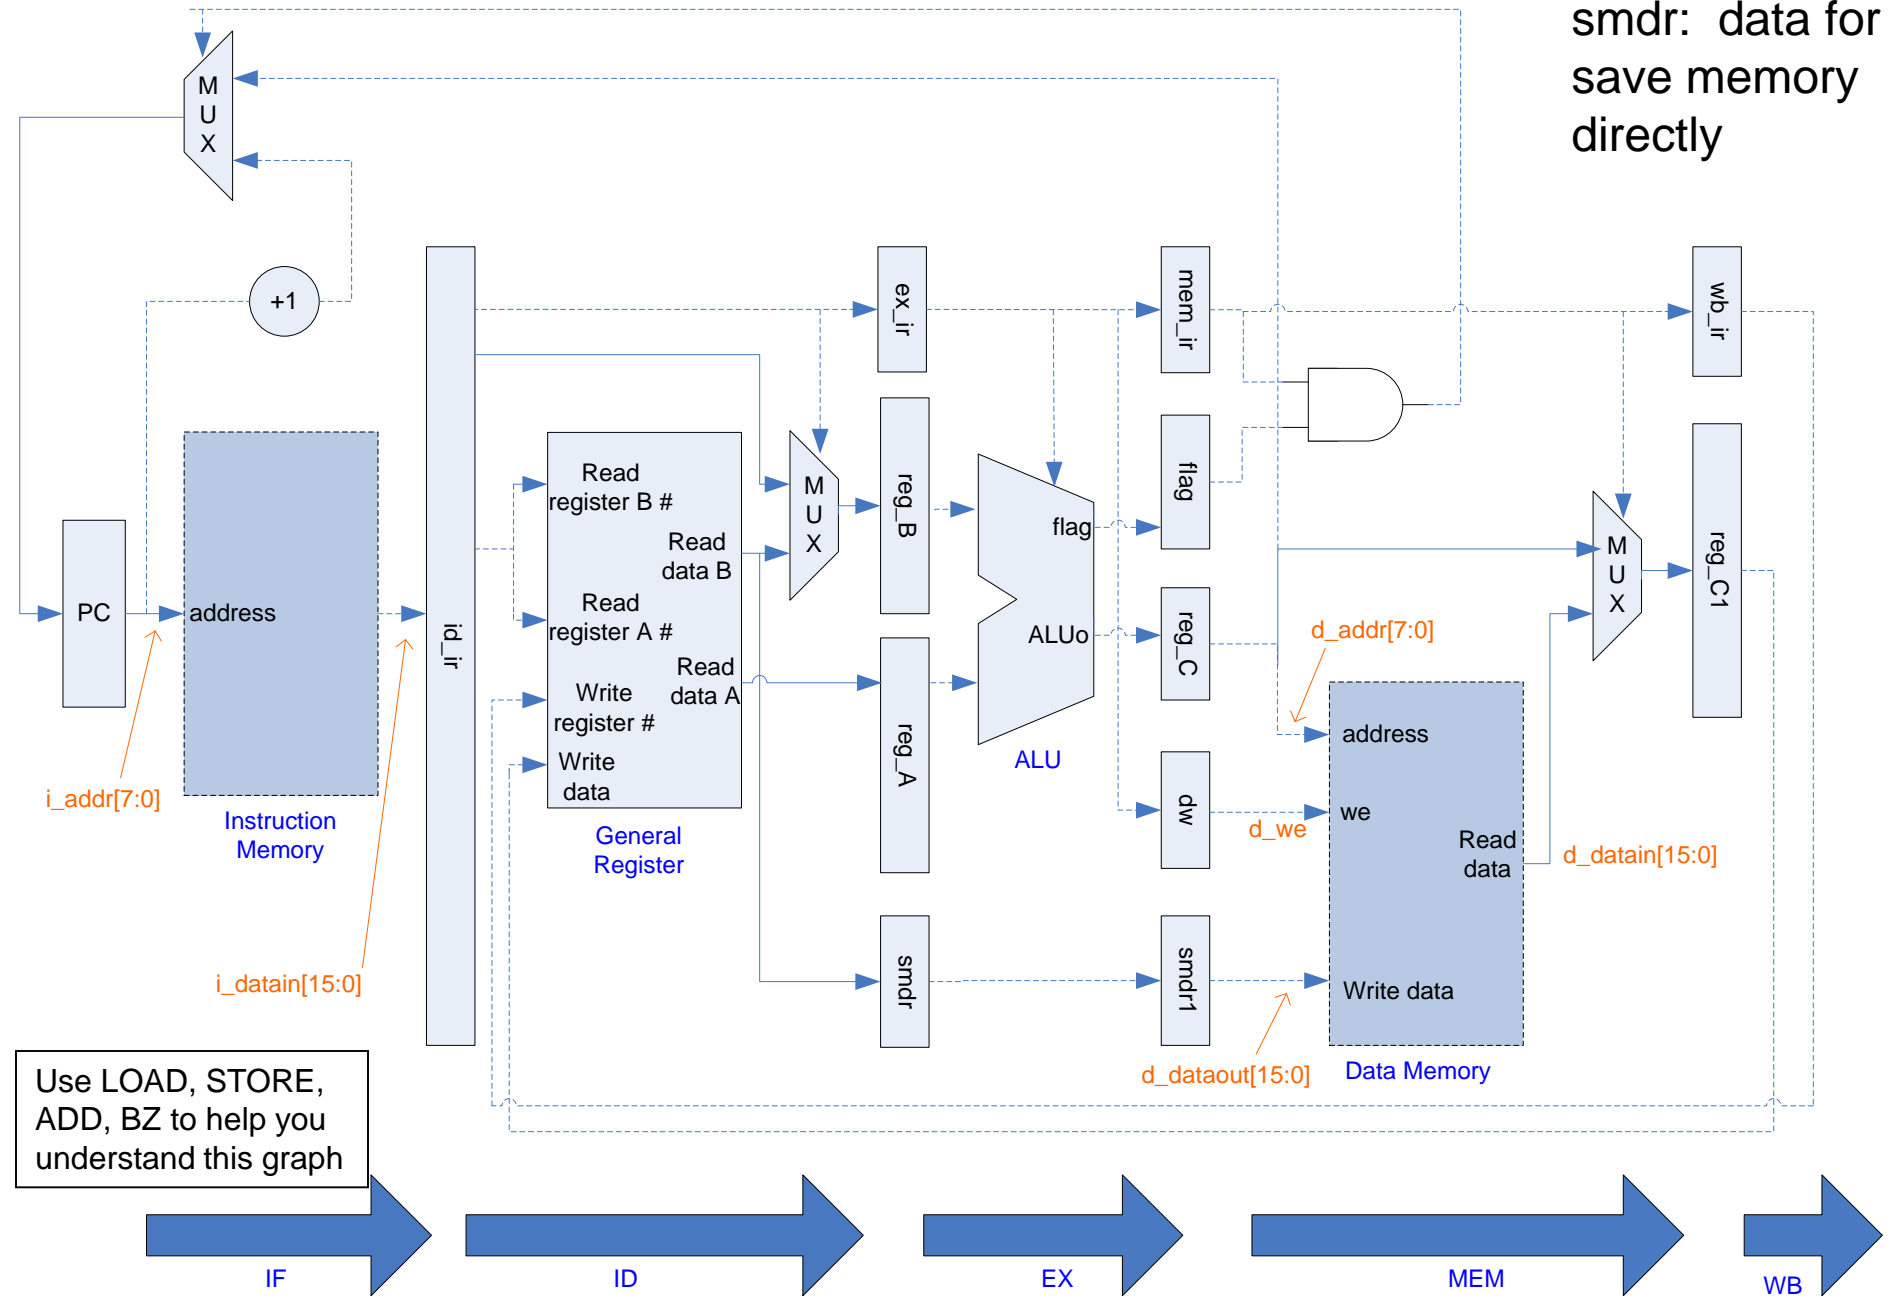 smdr: data for
save memory
directly
M
U
X
+1
ex_ir
mem_ir
wb_ir
PC
address
i_addr[7:0]
Instruction
Memory
i_datain[15:0]
id_ir
Read
register B #
Read
data B
Read
register A #
Read
data A
Write
register #
Write
data
General
Register
M
U
X
reg_B
reg_A
smdr
flag
ALUo
ALU
flag
reg_C
dw
smdr1
d_addr[7:0]
address
d_we
we
Read
data
d_datain[15:0]
Write data
d_dataout[15:0]
Data Memory
M
U
X
reg_C1
Use LOAD, STORE,
ADD, BZ to help you
understand this graph
IF
ID
EX
MEM
WB